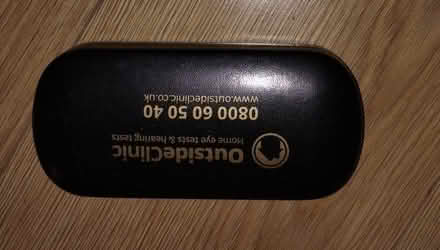 OutsideClinic
Home eye tests & hearing tests
0800 60 50 40
www.outsideclinic.co.uk